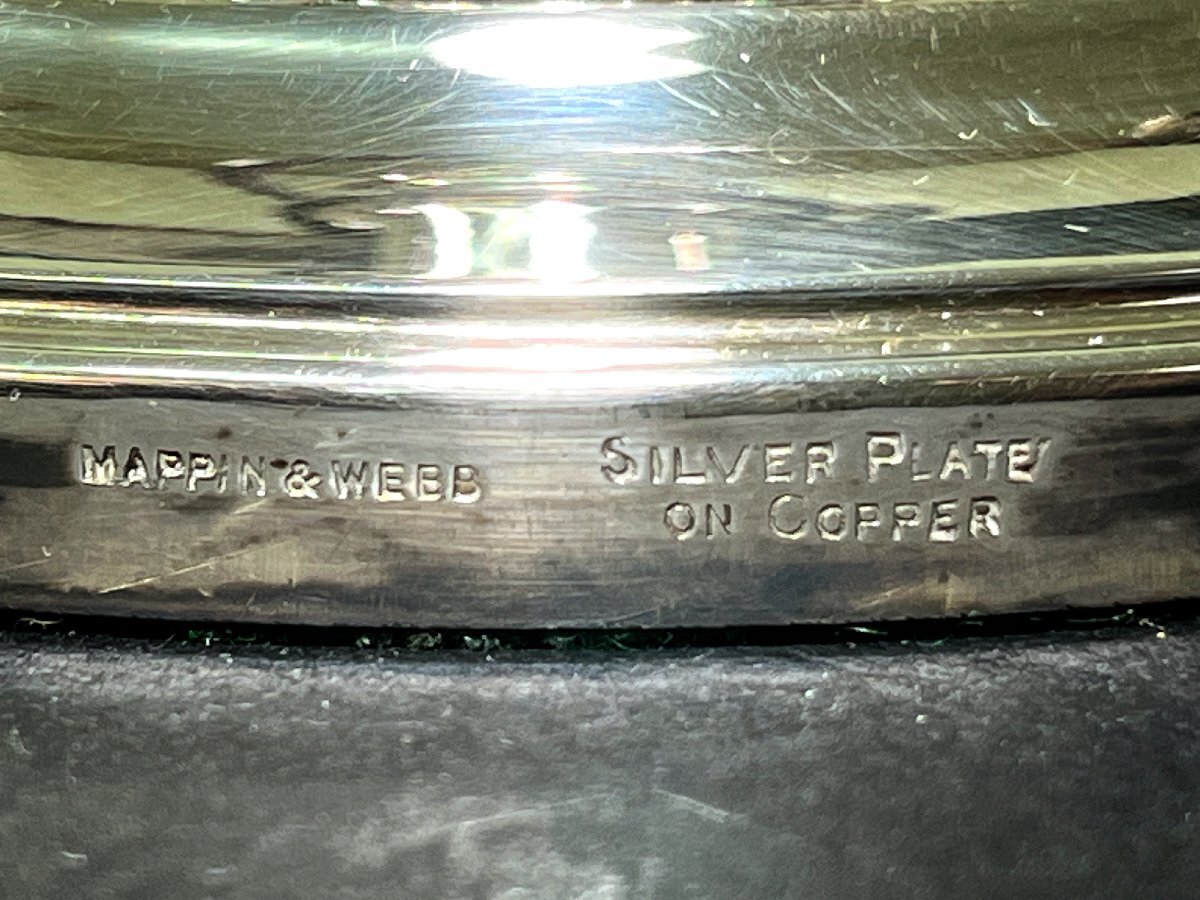 MAPPIN & WEBB
SILVER PLATE
ON COPPER